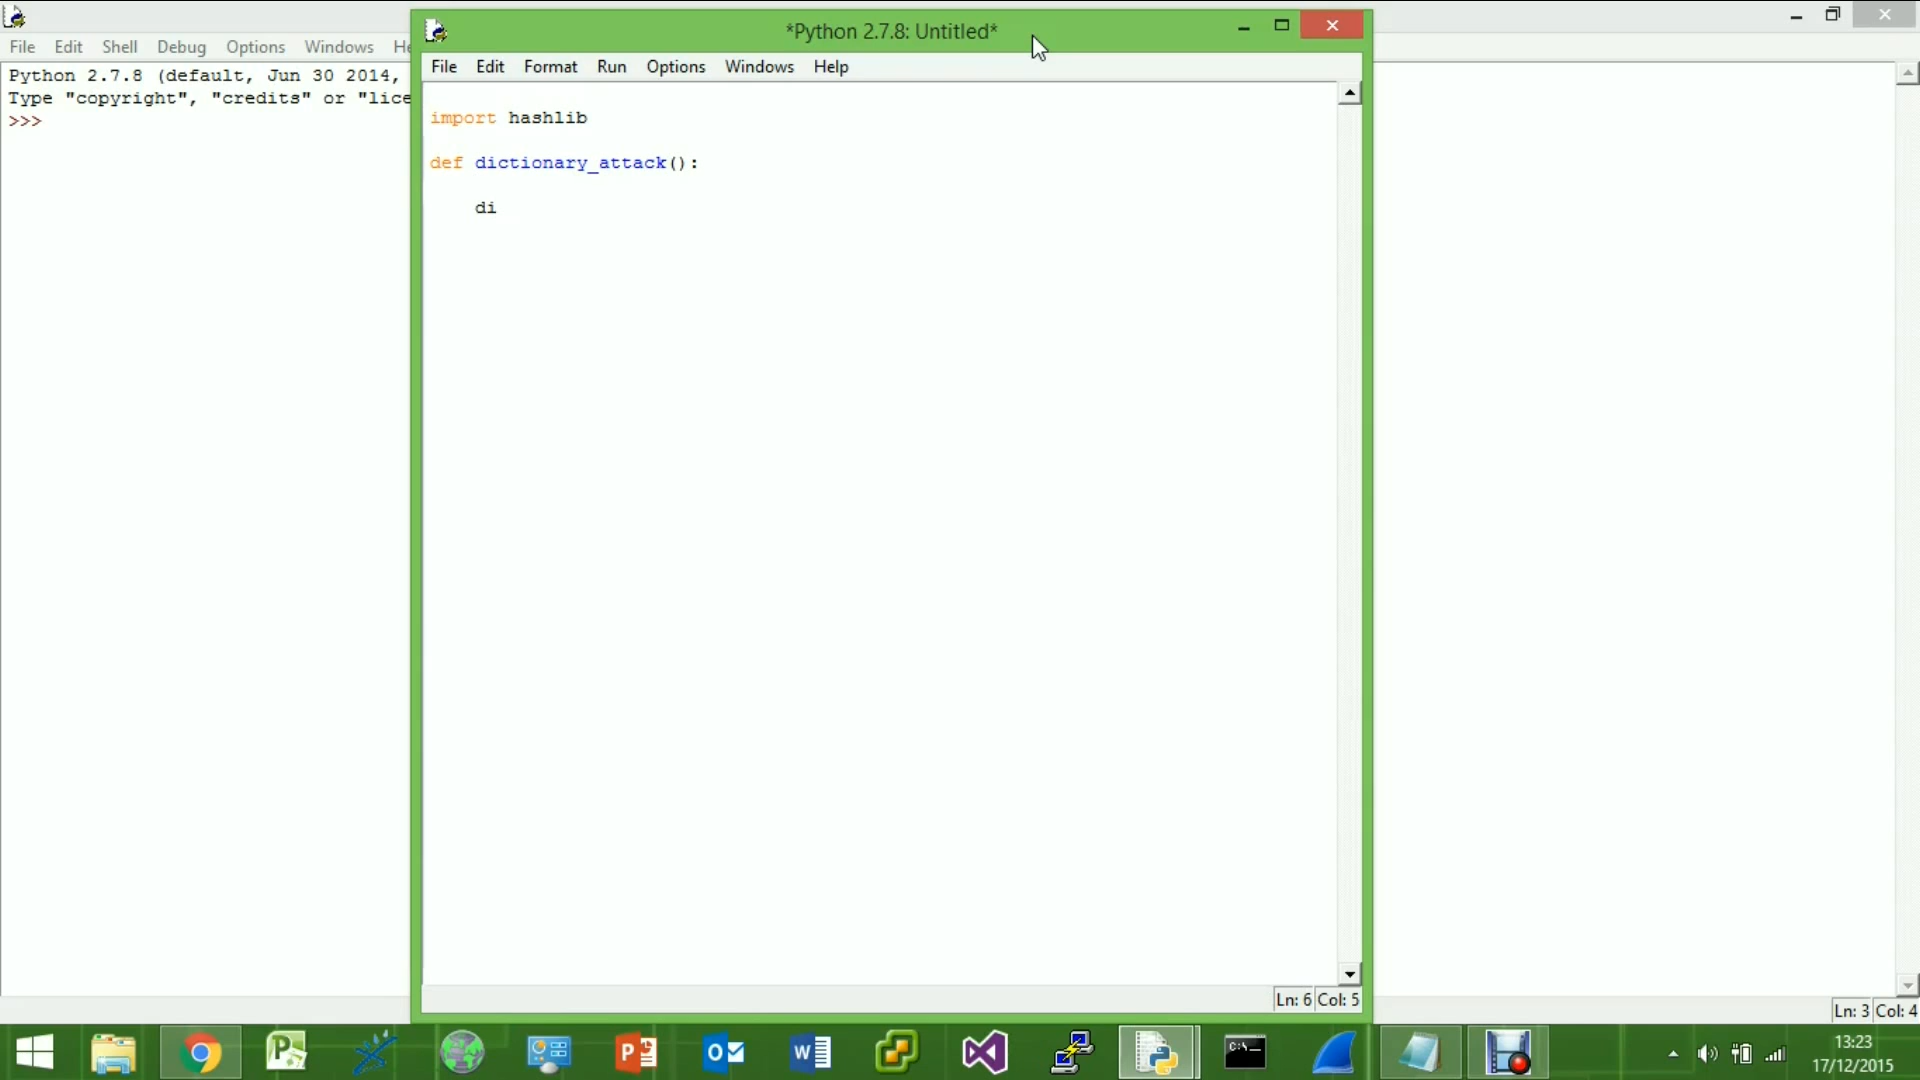 *Python 2.7.8: Untitled*
File Edit Shell Debug Options Windows He
File Edit Format Run Options Windows Help
Python 2.7.8 (default, Jun 30 2014,
Type "copyright", "credits" or "lice
>>>
import hashlib
def dictionary_attack():
di
Ln: 6 Col: 5
Ln: 3 Col: 4
C:\
13:23
17/12/2015